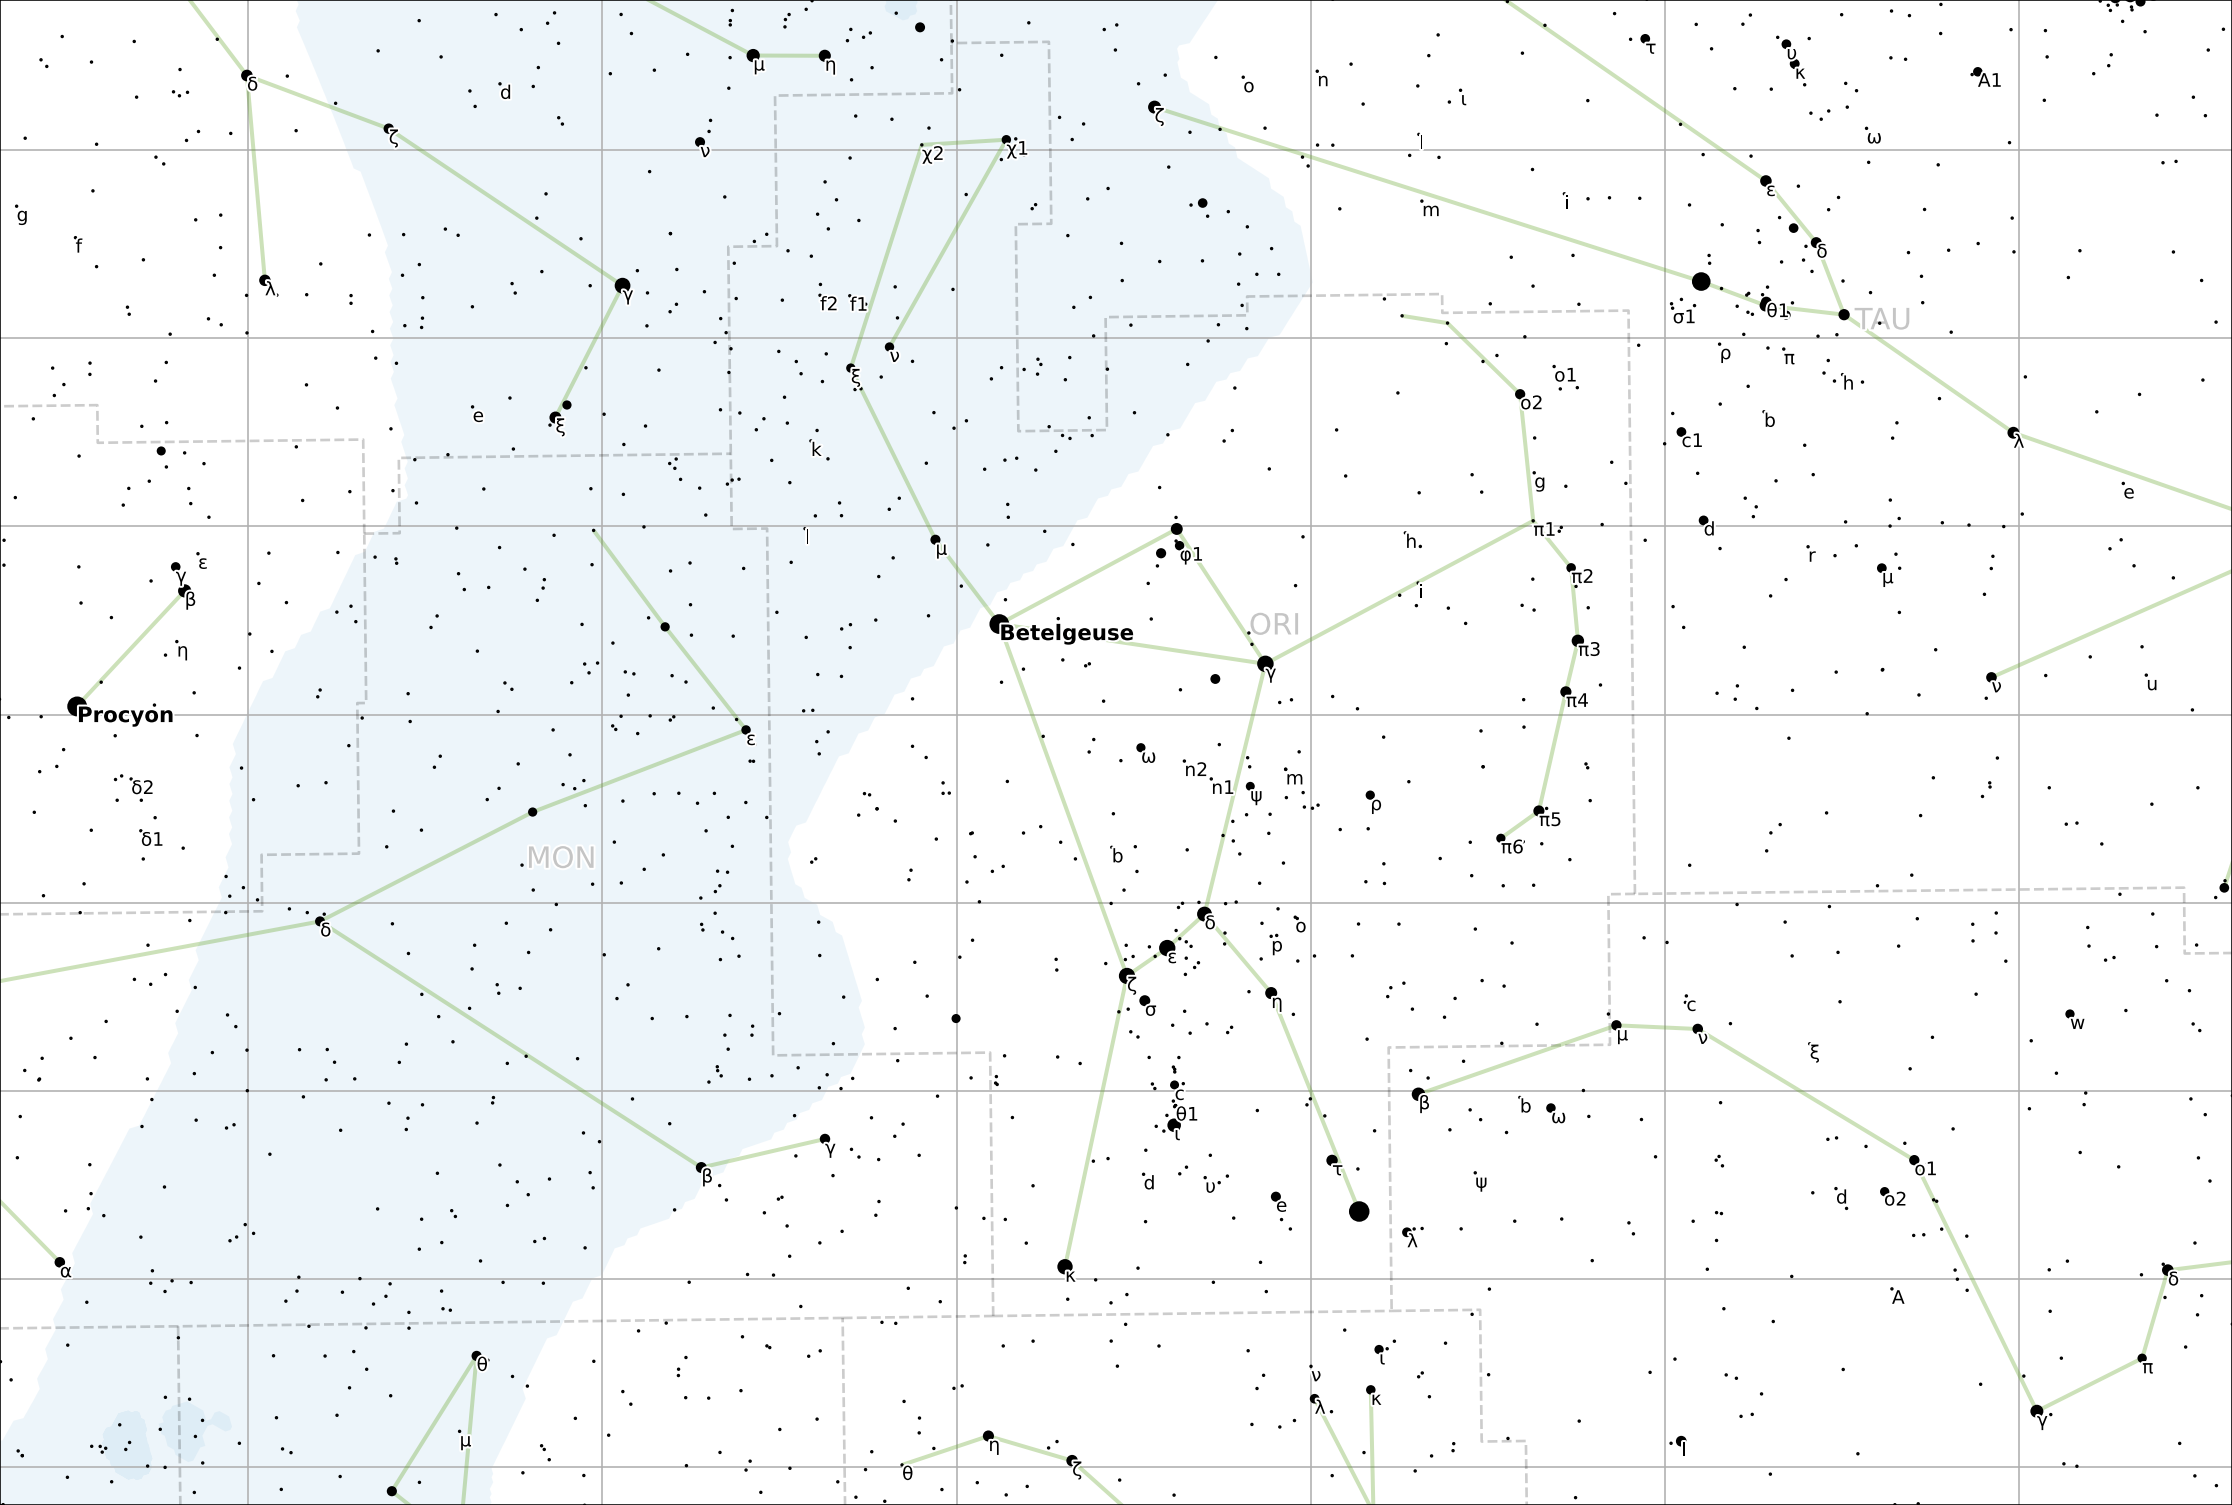 τ
υ
κ
A1
μ
η
δ
d
o
n
ι
ζ
ω
ζ
ν
χ2
χ1
l
ε
i
m
g
f
δ
λ
γ
f2
f1
σ1
θ1
TAU
ν
ρ
π
ξ
o1
h
o2
e
ξ
b
c1
λ
k
g
e
d
π1
l
h
μ
φ1
r
ε
γ
π2
μ
β
i
ORI
Betelgeuse
η
π3
γ
ν
u
π4
Procyon
ε
ω
n2
m
δ2
n1
ψ
ρ
π5
δ1
π6
b
MON
δ
δ
o
p
ε
ζ
η
c
σ
w
μ
ν
ξ
c
β
b
θ1
ω
ι
γ
τ
o1
β
d
υ
d
o2
ψ
e
λ
α
κ
δ
A
θ
ι
π
ν
κ
λ
γ
μ
η
l
θ
ζ